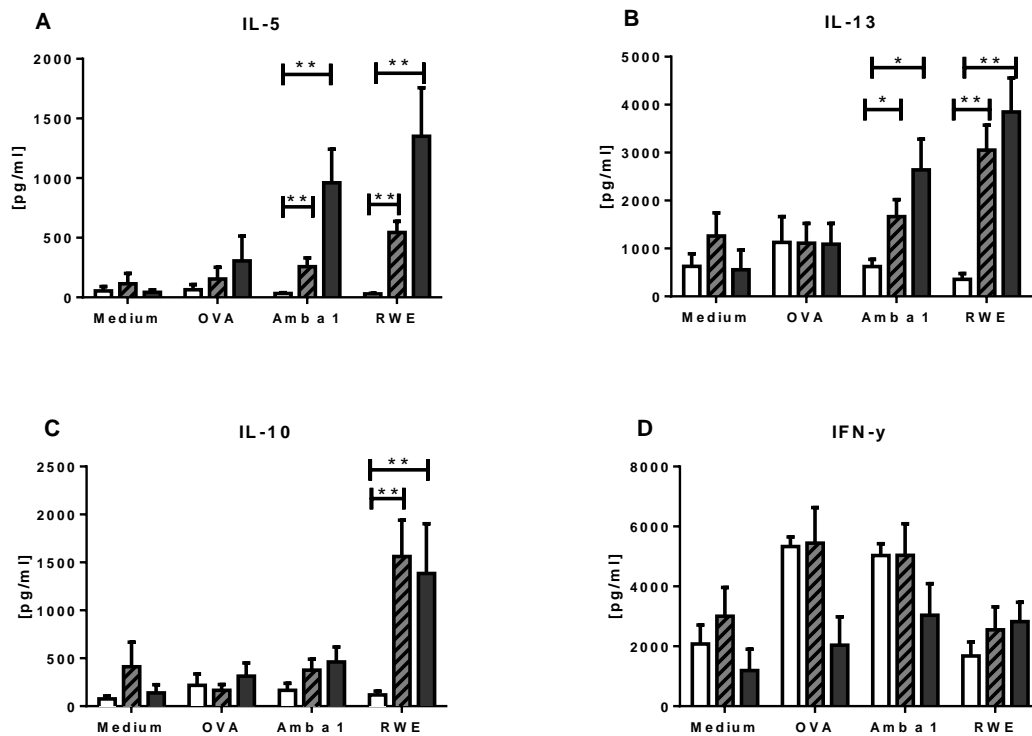 A
IL-5
[pg/ml]
2000
1500
1000
500
0
** **
** **
Medium OVA Amb a 1 RWE
B
IL-13
[pg/ml]
5000
4000
3000
2000
1000
0
* **
* **
Medium OVA Amb a 1 RWE
C
IL-10
[pg/ml]
2500
2000
1500
1000
500
0
**
**
Medium OVA Amb a 1 RWE
D
IFN-y
[pg/ml]
8000
6000
4000
2000
0
Medium OVA Amb a 1 RWE